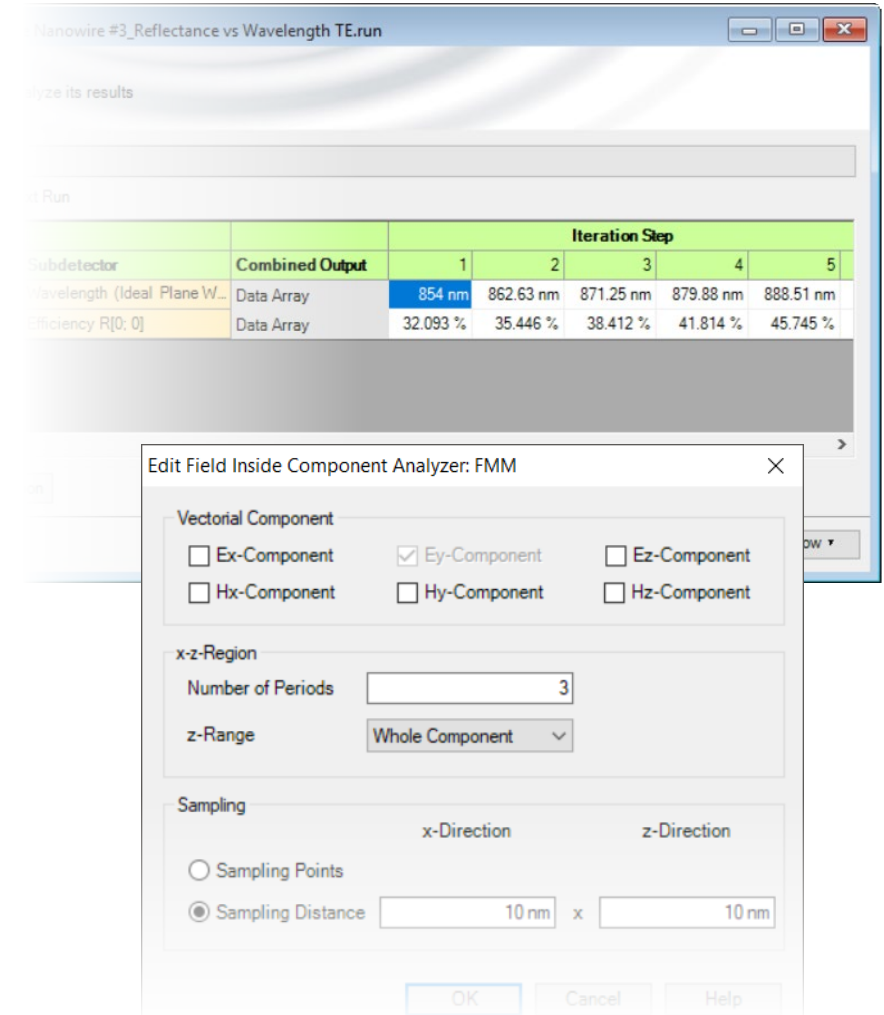 Nanowire #3_Reflectance vs Wavelength TE.run
its results
Run
Iteration Step
Subdetector Combined Output 1 2 3 4 5
Wavelength (Ideal Plane W... Data Array 854 nm 862.63 nm 871.25 nm 879.88 nm 888.51 nm
Efficiency R[0; 0] Data Array 32.093 % 35.446 % 38.412 % 41.814 % 45.745 %
Edit Field Inside Component Analyzer: FMM
Vectorial Component
Ex-Component Ey-Component Ez-Component
Hx-Component Hy-Component Hz-Component
x-z-Region
Number of Periods 3
z-Range Whole Component
Sampling
x-Direction z-Direction
Sampling Points
Sampling Distance 10 nm x 10 nm
OK Cancel Help